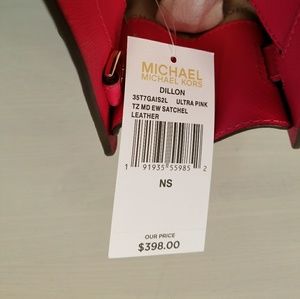 MICHAEL
MICHAEL KORS
DILLON
35T7GAIS2L ULTRA PINK
TZ MD EW SATCHEL
LEATHER
1 91935 55985 2
NS
OUR PRICE
$398.00